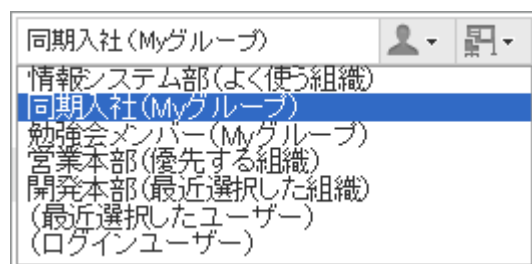 同期入社(Myグループ)
情報システム部(よく使う組織)
同期入社(Myグループ)
勉強会メンバー(Myグループ)
営業本部(優先する組織)
開発本部(最近選択した組織)
(最近選択したユーザー)
(ログインユーザー)